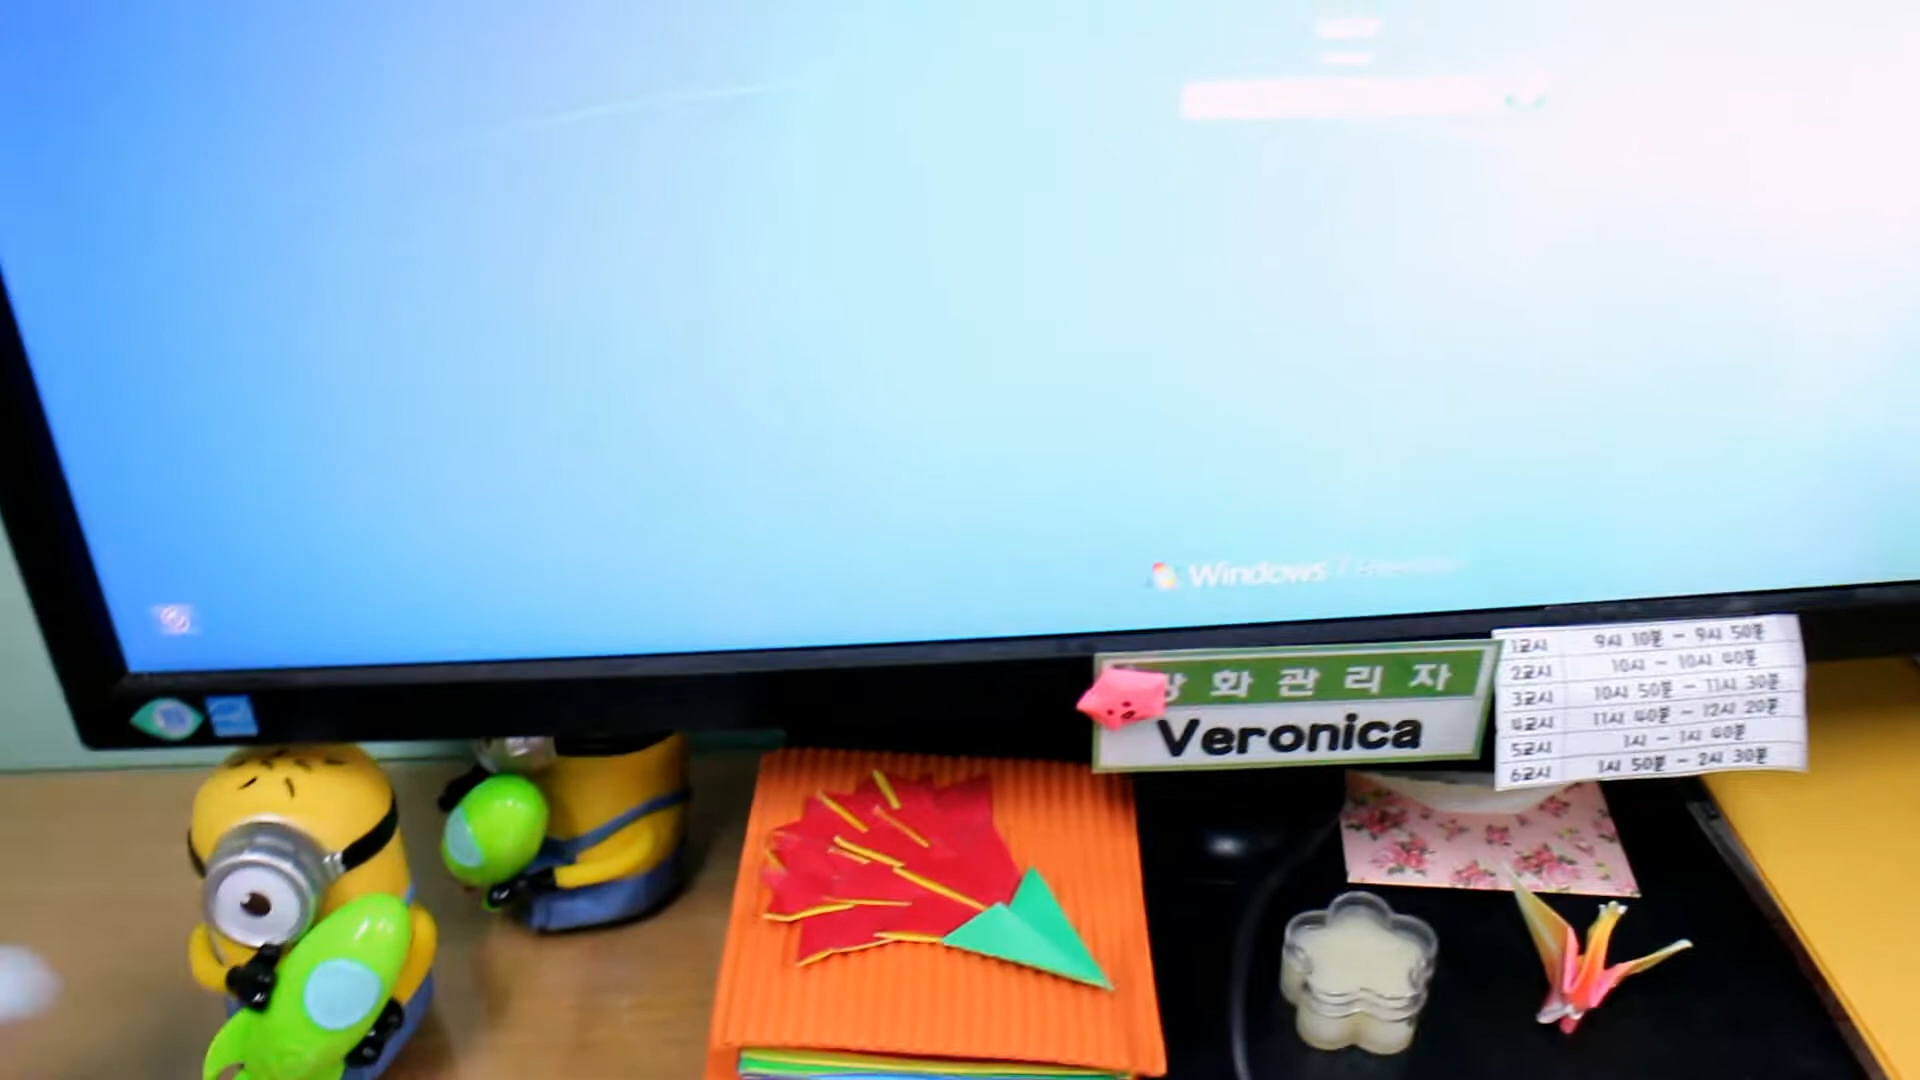 Windows 7
화관리자
Veronica
1교시 9시 10분 - 9시 50분
2교시 10시 - 10시 40분
3교시 10시 50분 - 11시 30분
4교시 11시 40분 - 12시 20분
5교시 1시 - 1시 40분
6교시 1시 50분 - 2시 30분